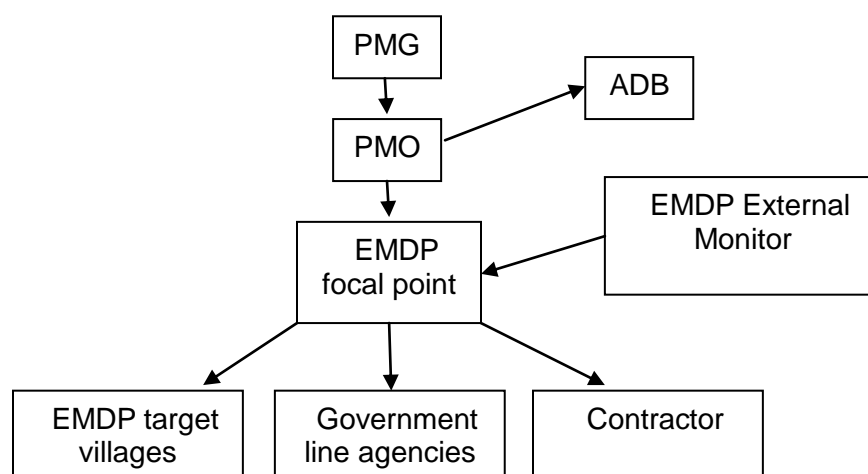 PMG
ADB
PMO
EMDP External
Monitor
EMDP
focal point
EMDP target
villages
Government
line agencies
Contractor